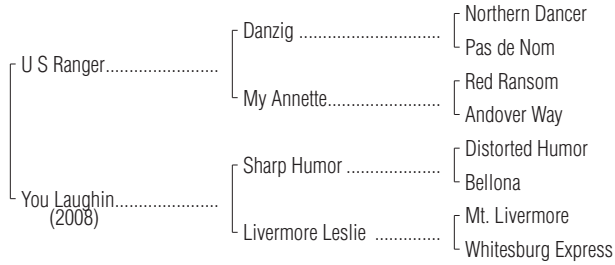 Northern Dancer
Danzig ....................................
Pas de Nom
U S Ranger.............................
Red Ransom
My Annette.............................
Andover Way
Distorted Humor
Sharp Humor ........................
Bellona
You Laughin...........................
(2008)
Mt. Livermore
Livermore Leslie .................
Whitesburg Express